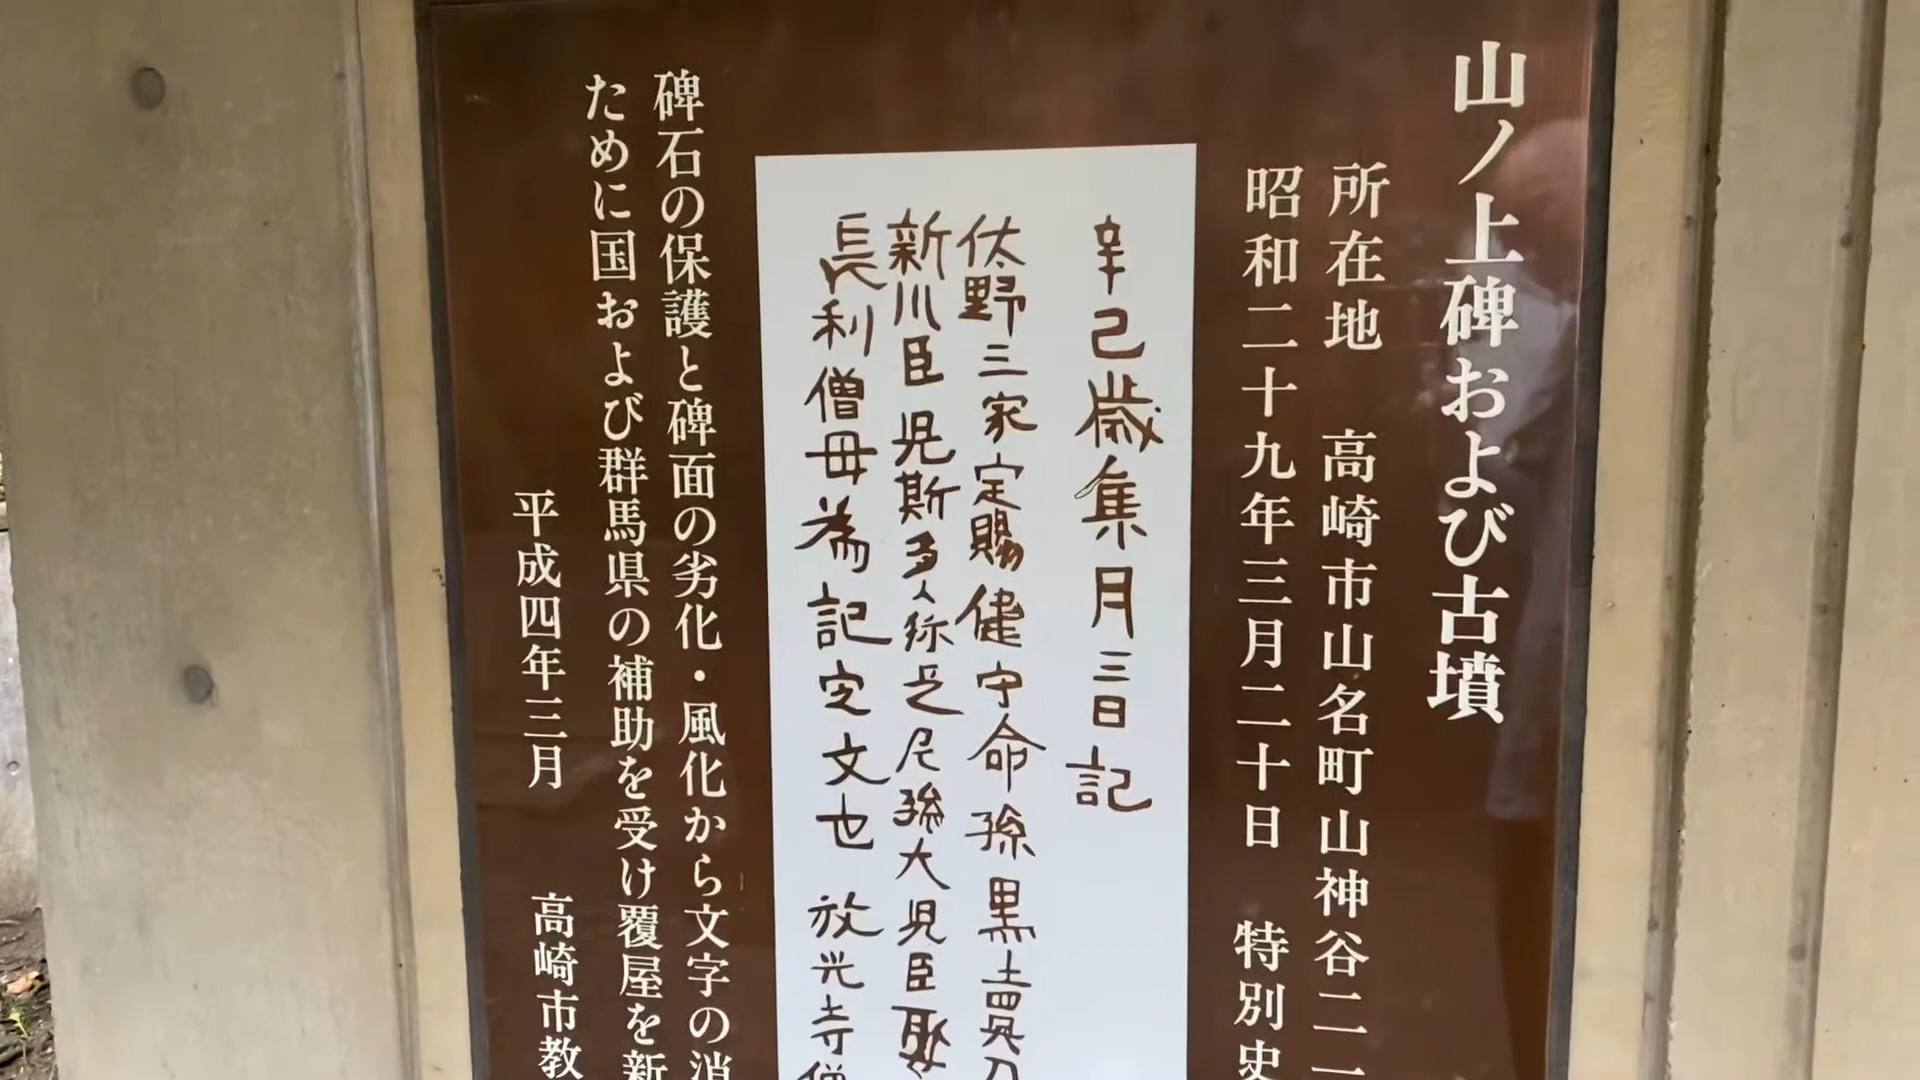 山ノ上碑および古墳
所在地 高崎市山名町山神谷二一
昭和二十九年三月二十日 特別史
辛己歳集月三日記
佐野三家定賜健守命孫黒売刀
新川臣児斯多々弥足尼孫大児臣娶
長利僧母為記定文也 放光寺僧
碑石の保護と碑面の劣化・風化から文字の消
ために国および群馬県の補助を受け覆屋を新
平成四年三月 高崎市教